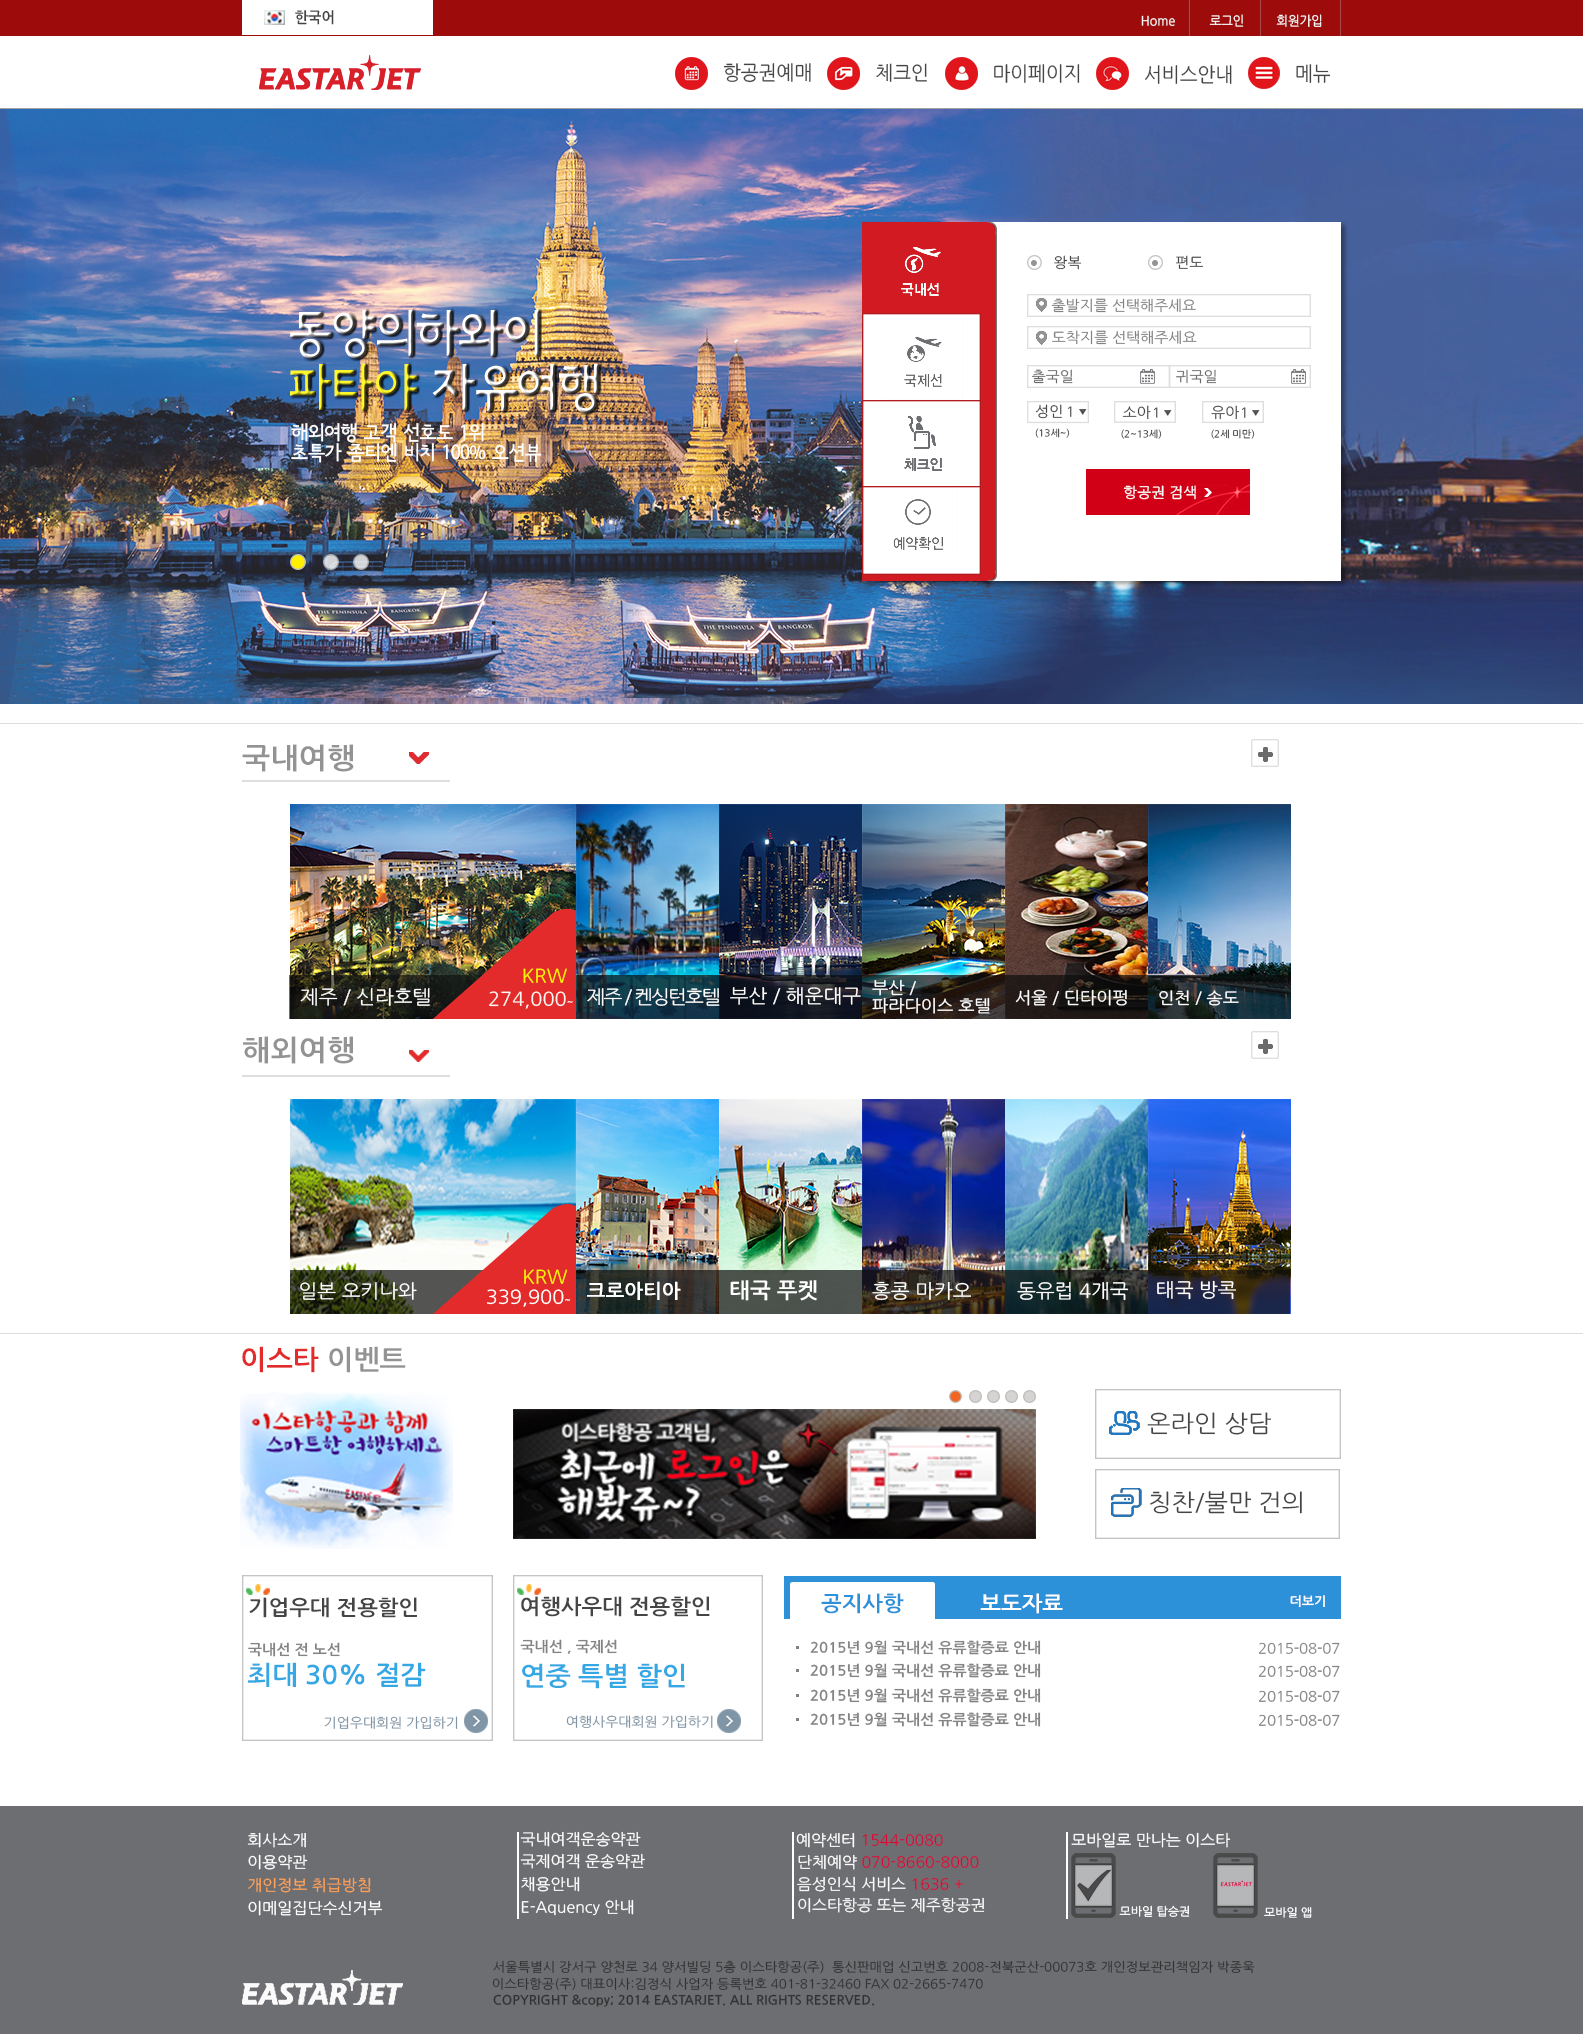 한국어
Home
로그인
회원가입
EASTAR JET
항공권예매
체크인
마이페이지
서비스안내
메뉴
동양의하와이
파타야 자유여행
해외여행 고객 선호도 1위
초특가 홈티엔 비치 100% 오션뷰
국내선
국제선
체크인
예약확인
왕복
편도
출발지를 선택해주세요
도착지를 선택해주세요
출국일
귀국일
성인 1 ▼
소아1 ▼
유아1 ▼
(13세~)
(2~13세)
(2세 미만)
항공권 검색
THE PENINSULA BANGKOK
THE PENINSULA BANGKOK
국내여행
KRW
274,000-
제주 / 신라호텔
제주 / 켄싱턴호텔
부산 / 해운대구
부산 /
파라다이스 호텔
서울 / 딘타이펑
인천 / 송도
해외여행
KRW
339,900-
일본 오키나와
크로아티아
태국 푸켓
홍콩 마카오
동유럽 4개국
태국 방콕
이스타 이벤트
이스타항공과 함께
스마트한 여행하세요
EASTAR JET
이스타항공 고객님,
최근에 로그인은
해봤쥬~?
온라인 상담
칭찬/불만 건의
기업우대 전용할인
국내선 전 노선
최대 30% 절감
기업우대회원 가입하기
여행사우대 전용할인
국내선 , 국제선
연중 특별 할인
여행사우대회원 가입하기
공지사항
보도자료
더보기
· 2015년 9월 국내선 유류할증료 안내 2015-08-07
· 2015년 9월 국내선 유류할증료 안내 2015-08-07
· 2015년 9월 국내선 유류할증료 안내 2015-08-07
· 2015년 9월 국내선 유류할증료 안내 2015-08-07
회사소개
이용약관
개인정보 취급방침
이메일집단수신거부
국내여객운송약관
국제여객 운송약관
채용안내
E-Aquency 안내
예약센터 1544-0080
단체예약 070-8660-8000
음성인식 서비스 1636 +
이스타항공 또는 제주항공권
모바일로 만나는 이스타
모바일 탑승권
EASTAR JET
모바일 앱
EASTAR JET
서울특별시 강서구 양천로 34 양서빌딩 5층 이스타항공(주) 통신판매업 신고번호 2008-전북군산-00073호 개인정보관리책임자 박종욱
이스타항공(주) 대표이사:김정식 사업자 등록번호 401-81-32460 FAX 02-2665-7470
COPYRIGHT &copy; 2014 EASTARJET. ALL RIGHTS RESERVED.